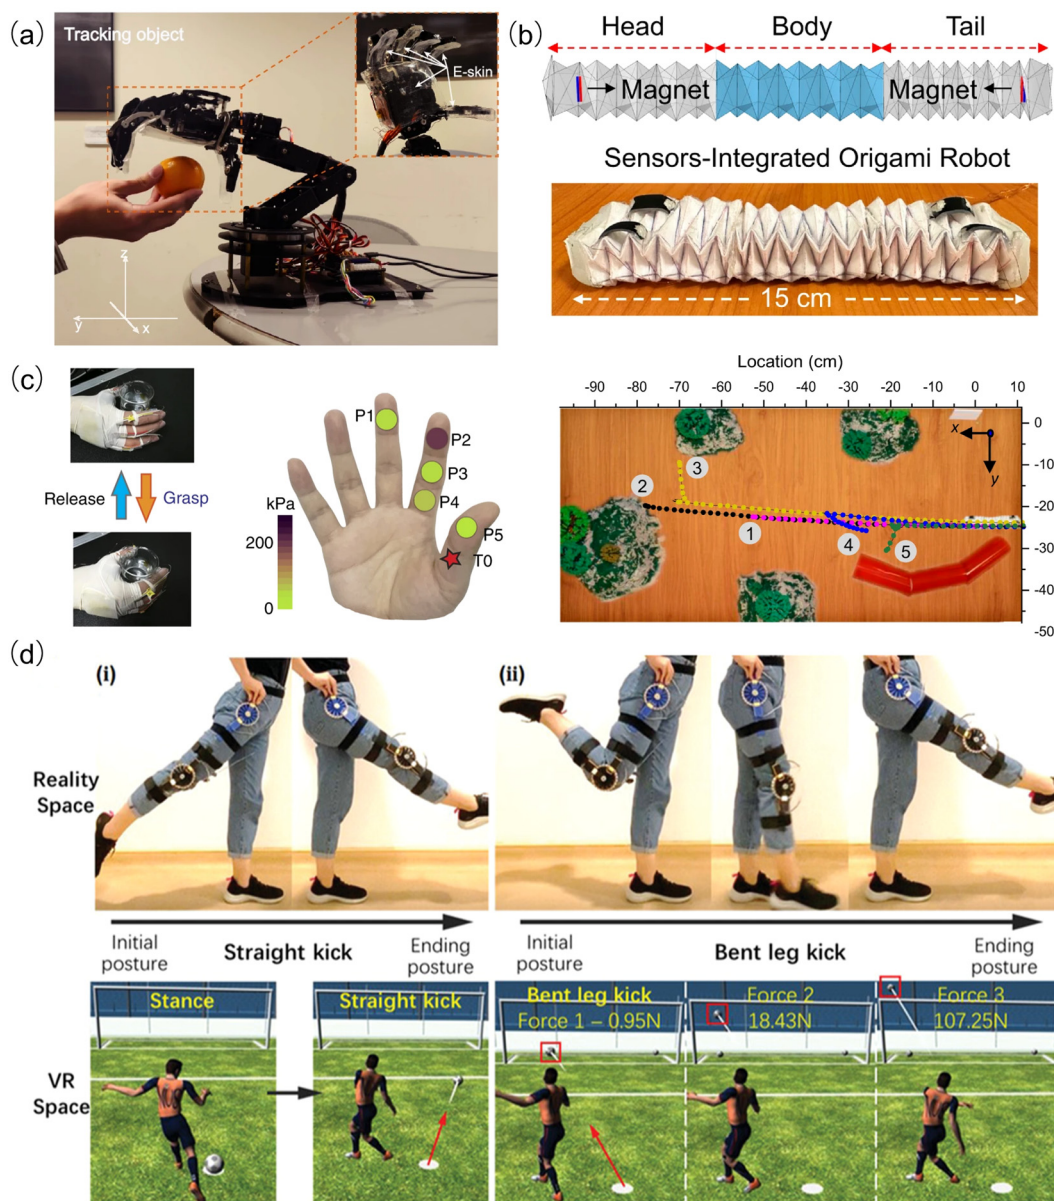 (a)
Tracking object
E-skin
z
y
x
(b)
Head
Body
Tail
Magnet
Magnet
Sensors-Integrated Origami Robot
15 cm
Location (cm)
-90 -80 -70 -60 -50 -40 -30 -20 -10 0 10
0
-10
-20
-30
-40
-50
x
y
1
2
3
4
5
(c)
Release
Grasp
kPa
200
0
P1
P2
P3
P4
P5
T0
(d)
(i)
(ii)
Reality
Space
Initial
posture
Straight kick
Ending
posture
Initial
posture
Bent leg kick
Ending
posture
VR
Space
Stance
Straight kick
Bent leg kick
Force 1 – 0.95N
Force 2
18.43N
Force 3
107.25N